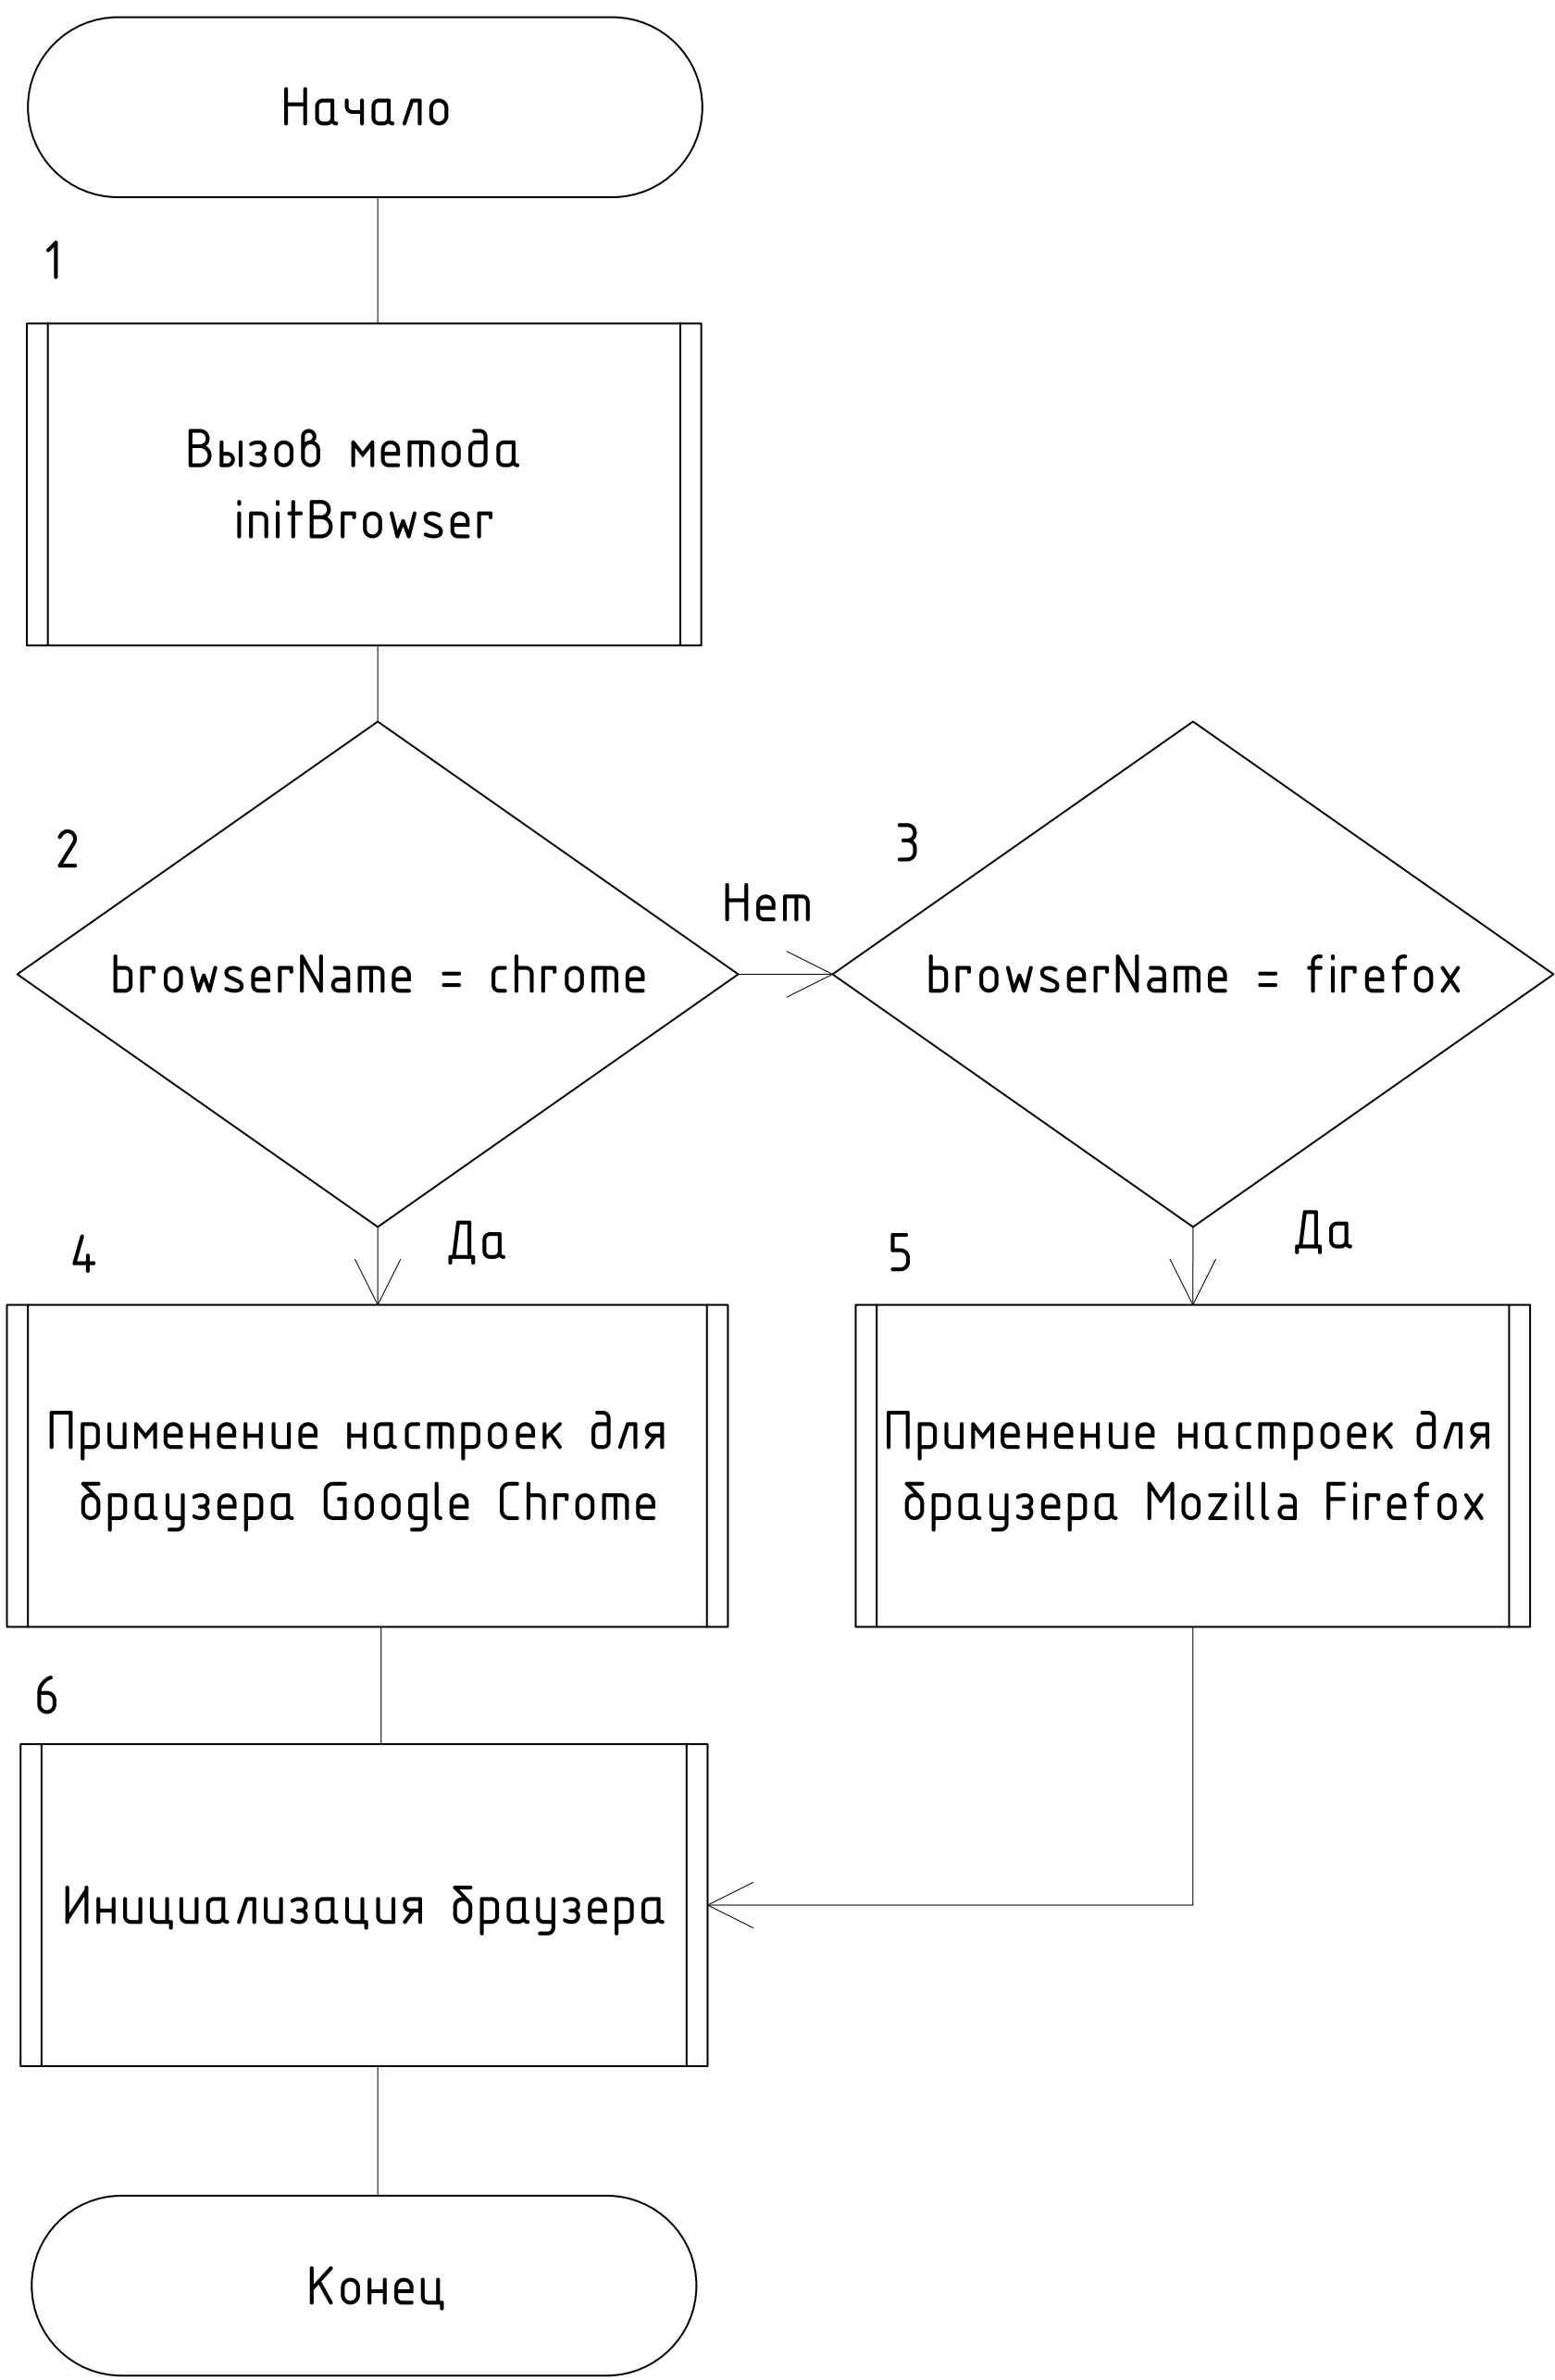 Начало
1
Вызов метода
initBrowser
2
browserName = chrome
Нет
3
browserName = firefox
Да
Да
4
5
Применение настроек для
браузера Google Chrome
Применение настроек для
браузера Mozilla Firefox
6
Инициализация браузера
Конец